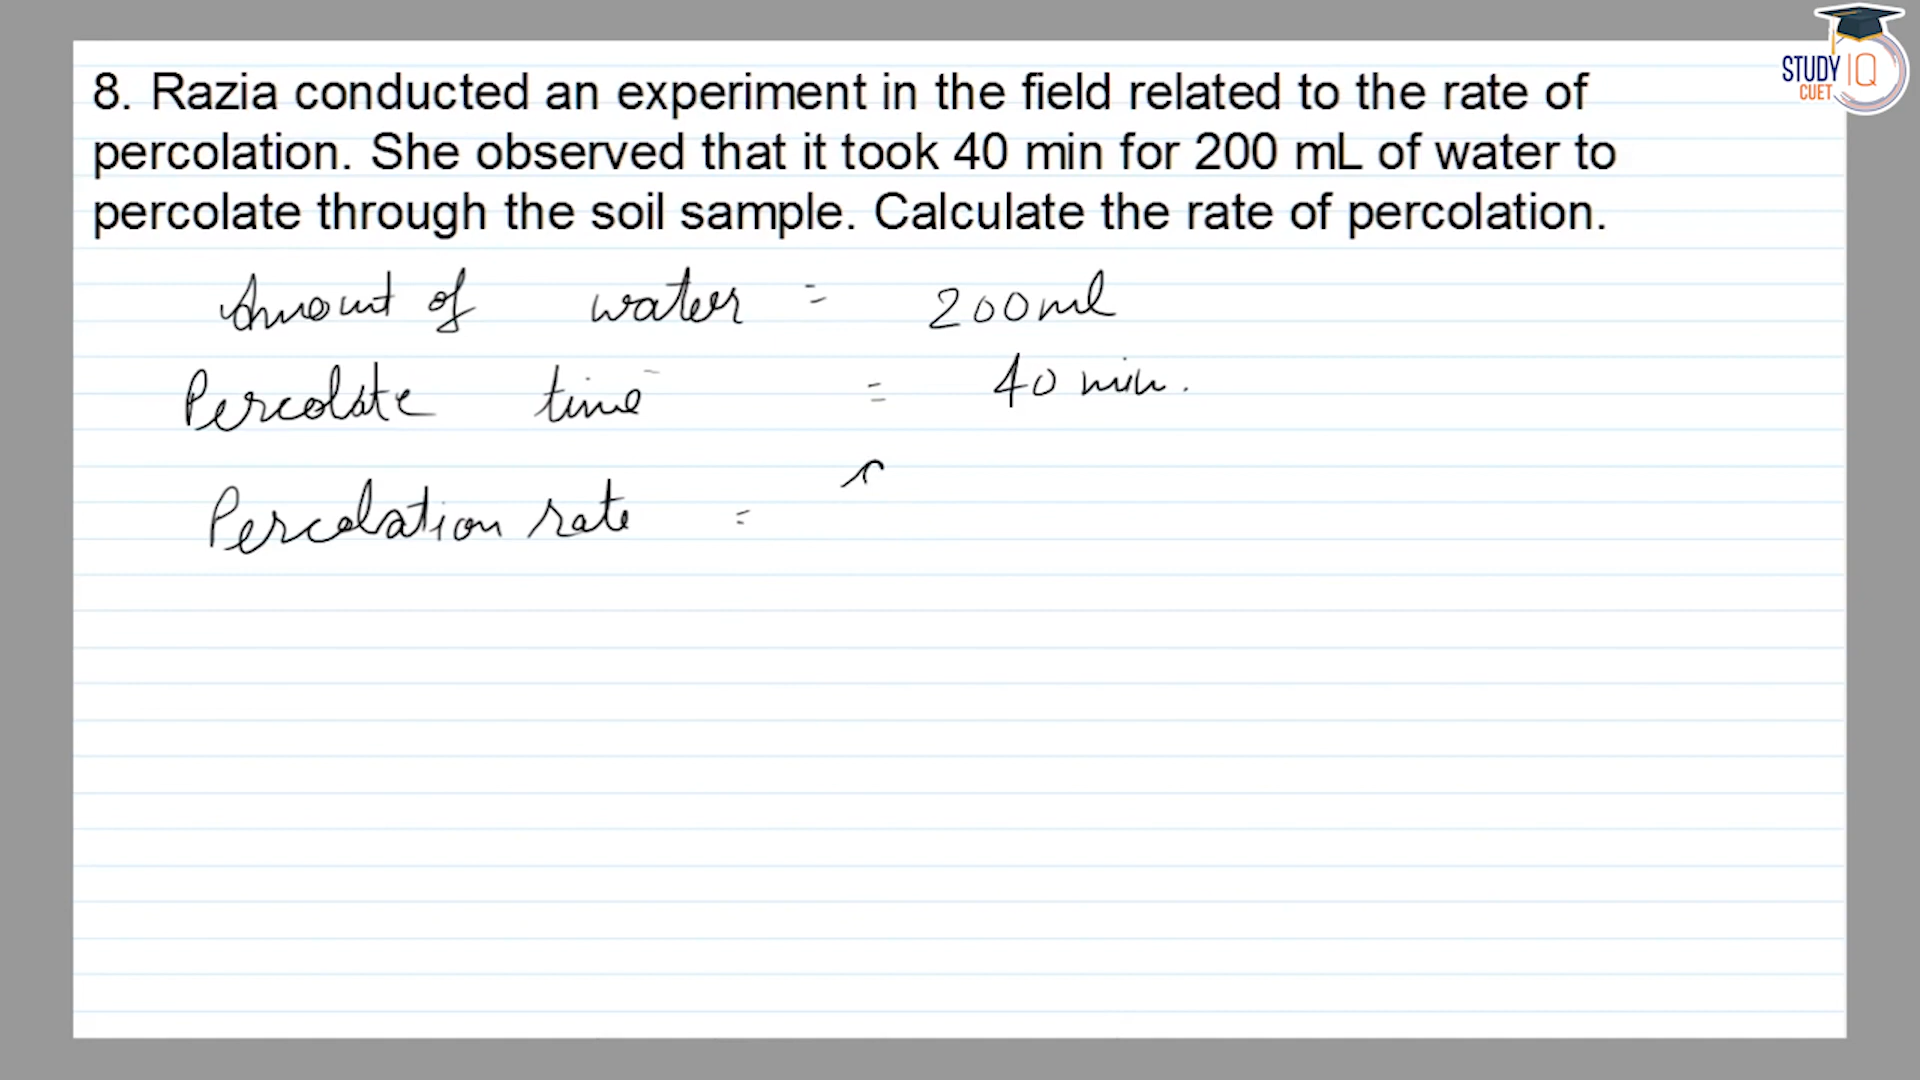 8. Razia conducted an experiment in the field related to the rate of
percolation. She observed that it took 40 min for 200 mL of water to
percolate through the soil sample. Calculate the rate of percolation.
Amount of water = 200ml
Percolate time = 40 min.
Percolation rate =
STUDY IQ
CUET